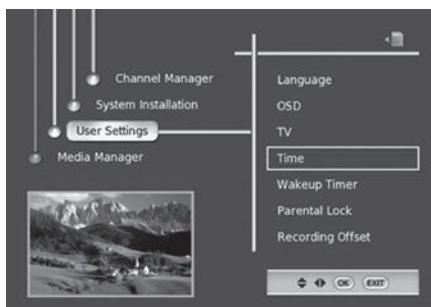 Channel Manager
System Installation
User Settings
Media Manager
Language
OSD
TV
Time
Wakeup Timer
Parental Lock
Recording Offset
OK EXIT